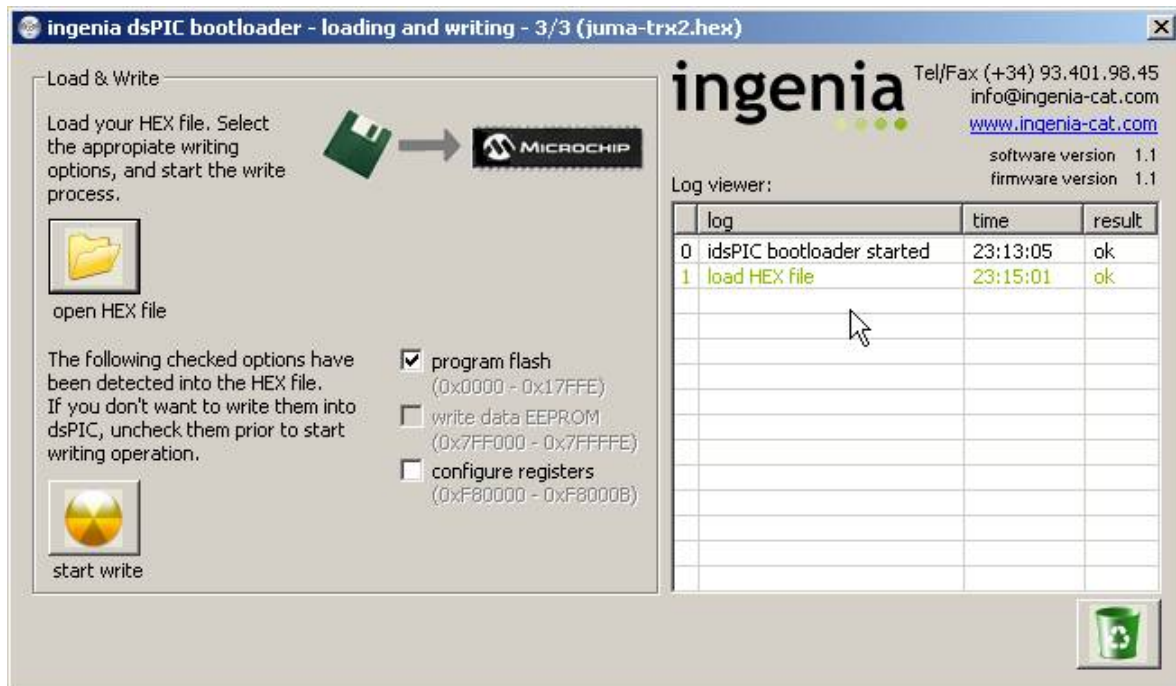 ingenia dsPIC bootloader - loading and writing - 3/3 (juma-trx2.hex)
Load & Write
Load your HEX file. Select
the appropiate writing
options, and start the write
process.
MICROCHIP
open HEX file
The following checked options have
been detected into the HEX file.
If you don't want to write them into
dsPIC, uncheck them prior to start
writing operation.
program flash
(0x0000 - 0x17FFE)
write data EEPROM
(0x7FF000 - 0x7FFFFE)
configure registers
(0xF80000 - 0xF8000B)
start write
ingenia
Tel/Fax (+34) 93.401.98.45
info@ingenia-cat.com
www.ingenia-cat.com
software version 1.1
firmware version 1.1
Log viewer:
log time result
0 idsPIC bootloader started 23:13:05 ok
1 load HEX file 23:15:01 ok